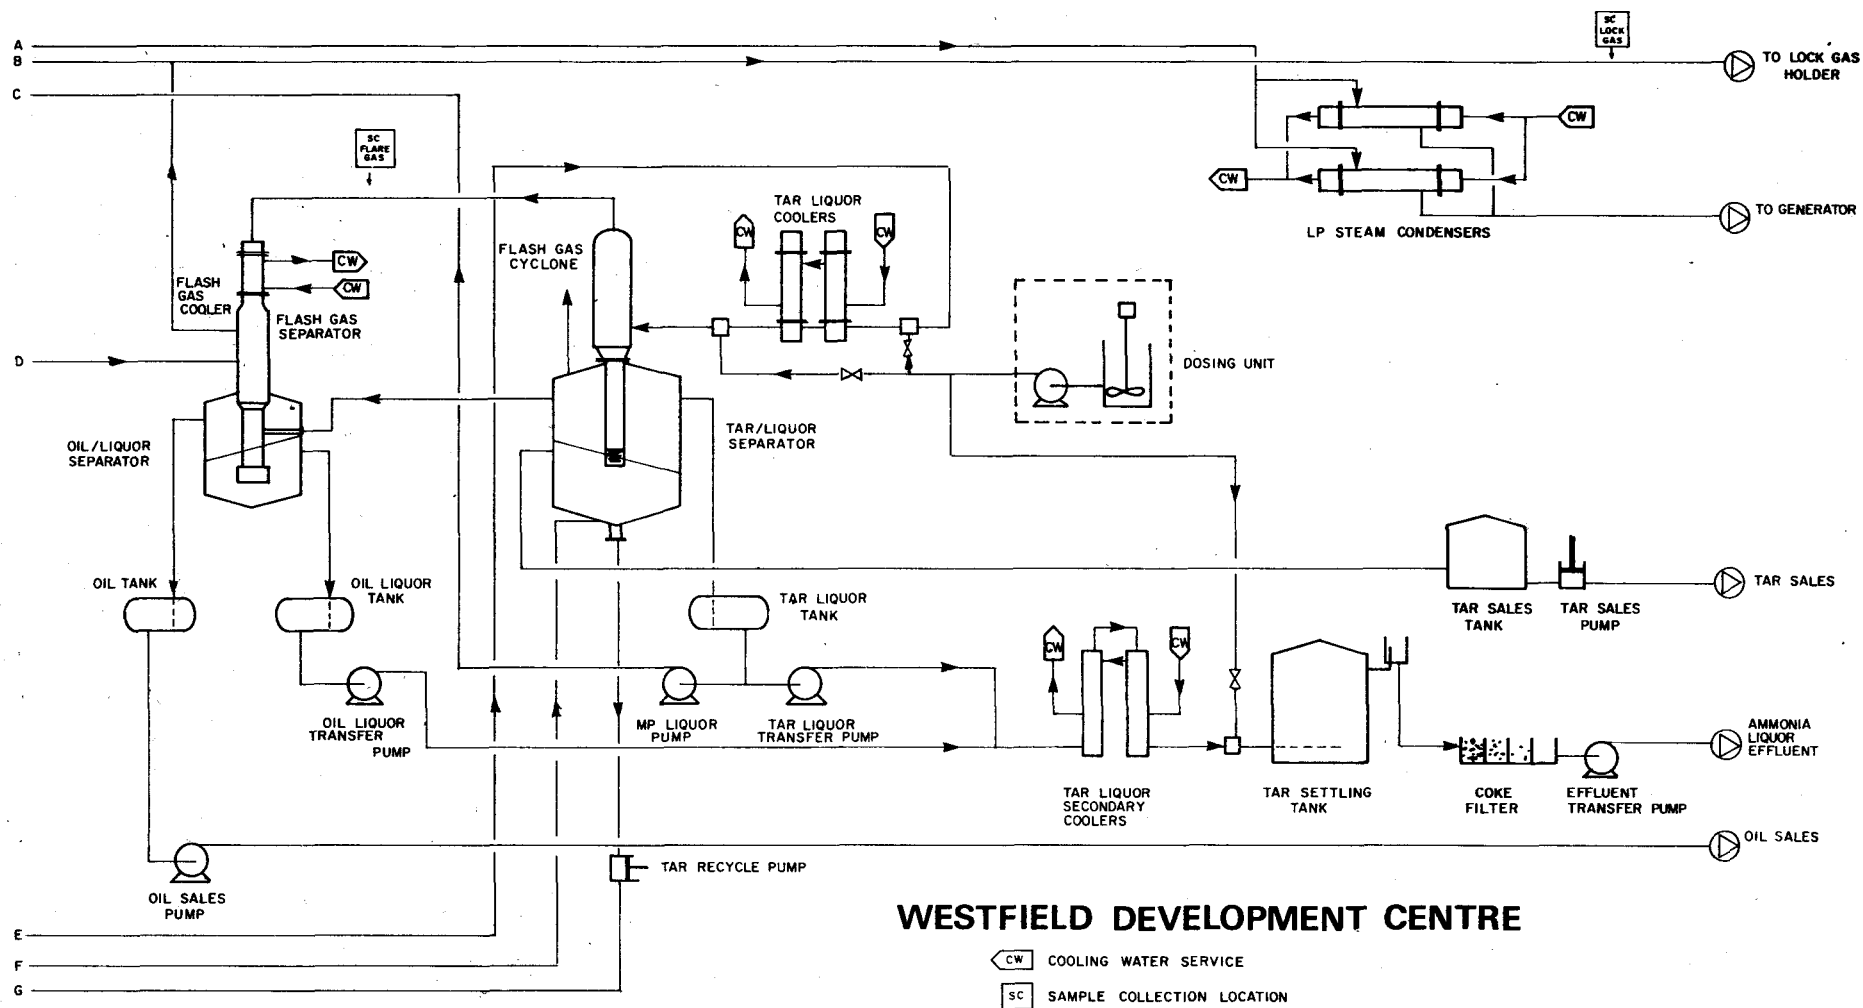 A
B
C
D
E
F
G
SC
LOCK
GAS
TO LOCK GAS
HOLDER
CW
CW
TO GENERATOR
LP STEAM CONDENSERS
SC
FLARE
GAS
TAR LIQUOR
COOLERS
CW
CW
FLASH GAS
CYCLONE
CW
CW
FLASH
GAS
COOLER
FLASH GAS
SEPARATOR
DOSING UNIT
TAR/LIQUOR
SEPARATOR
OIL/LIQUOR
SEPARATOR
OIL TANK
OIL LIQUOR
TANK
TAR LIQUOR
TANK
TAR SALES
TAR SALES
TANK
TAR SALES
PUMP
CW
CW
OIL LIQUOR
TRANSFER
PUMP
MP LIQUOR
PUMP
TAR LIQUOR
TRANSFER PUMP
AMMONIA
LIQUOR
EFFLUENT
TAR LIQUOR
SECONDARY
COOLERS
TAR SETTLING
TANK
COKE
FILTER
EFFLUENT
TRANSFER PUMP
OIL SALES
TAR RECYCLE PUMP
OIL SALES
PUMP
WESTFIELD DEVELOPMENT CENTRE
CW COOLING WATER SERVICE
SC SAMPLE COLLECTION LOCATION